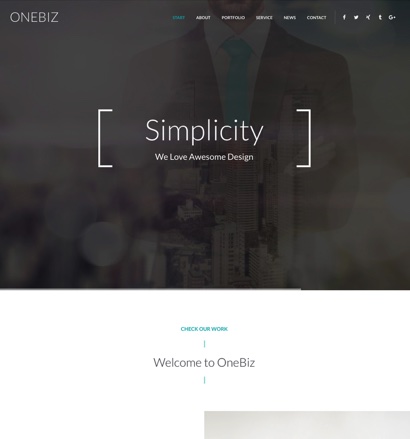 ONEBIZ
START ABOUT PORTFOLIO SERVICE NEWS CONTACT
Simplicity
We Love Awesome Design
CHECK OUR WORK
Welcome to OneBiz